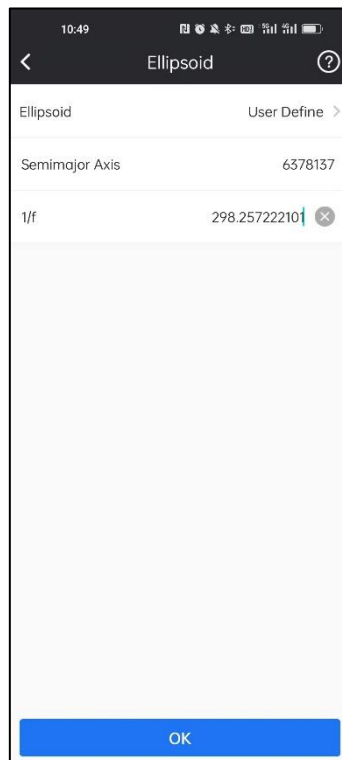 10:49
Ellipsoid
Ellipsoid User Define
Semimajor Axis 6378137
1/f 298.257222101
OK